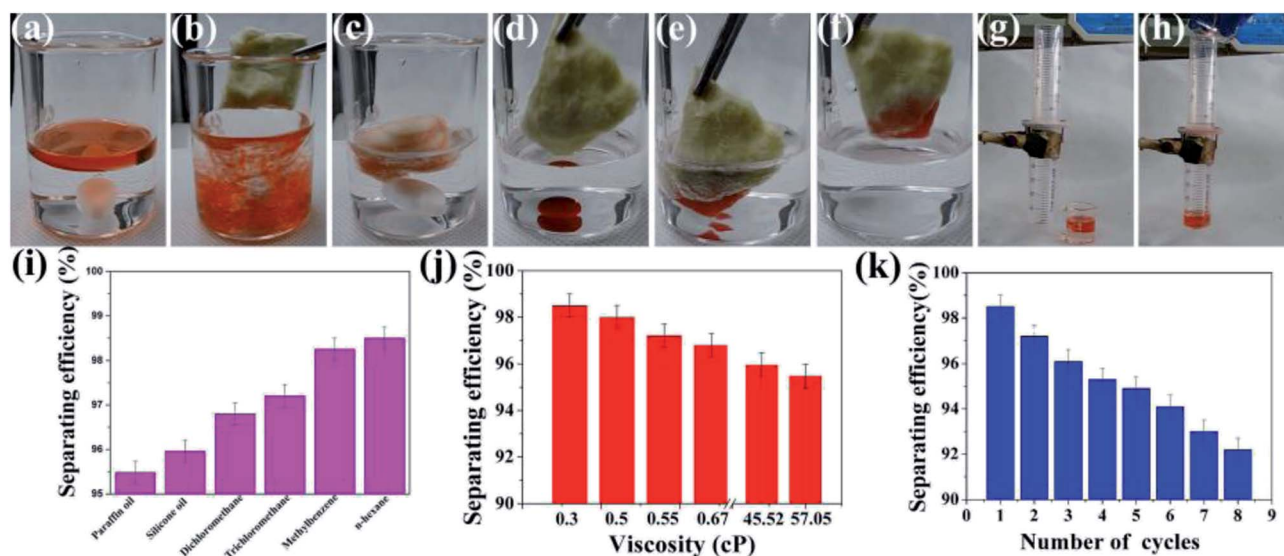 (a) (b) (c) (d) (e) (f) (g) (h)
(i)
Separating efficiency (%)
100
99
98
97
96
95
Paraffin oil
Silicone oil
Dichloromethane
Trichloromethane
Methylbenzene
n-hexane
(j)
Separating efficiency (%)
100
98
96
94
92
90
0.3 0.5 0.55 0.67 45.52 57.05
Viscosity (cP)
(k)
Separating efficiency(%)
100
98
96
94
92
90
0 1 2 3 4 5 6 7 8 9
Number of cycles